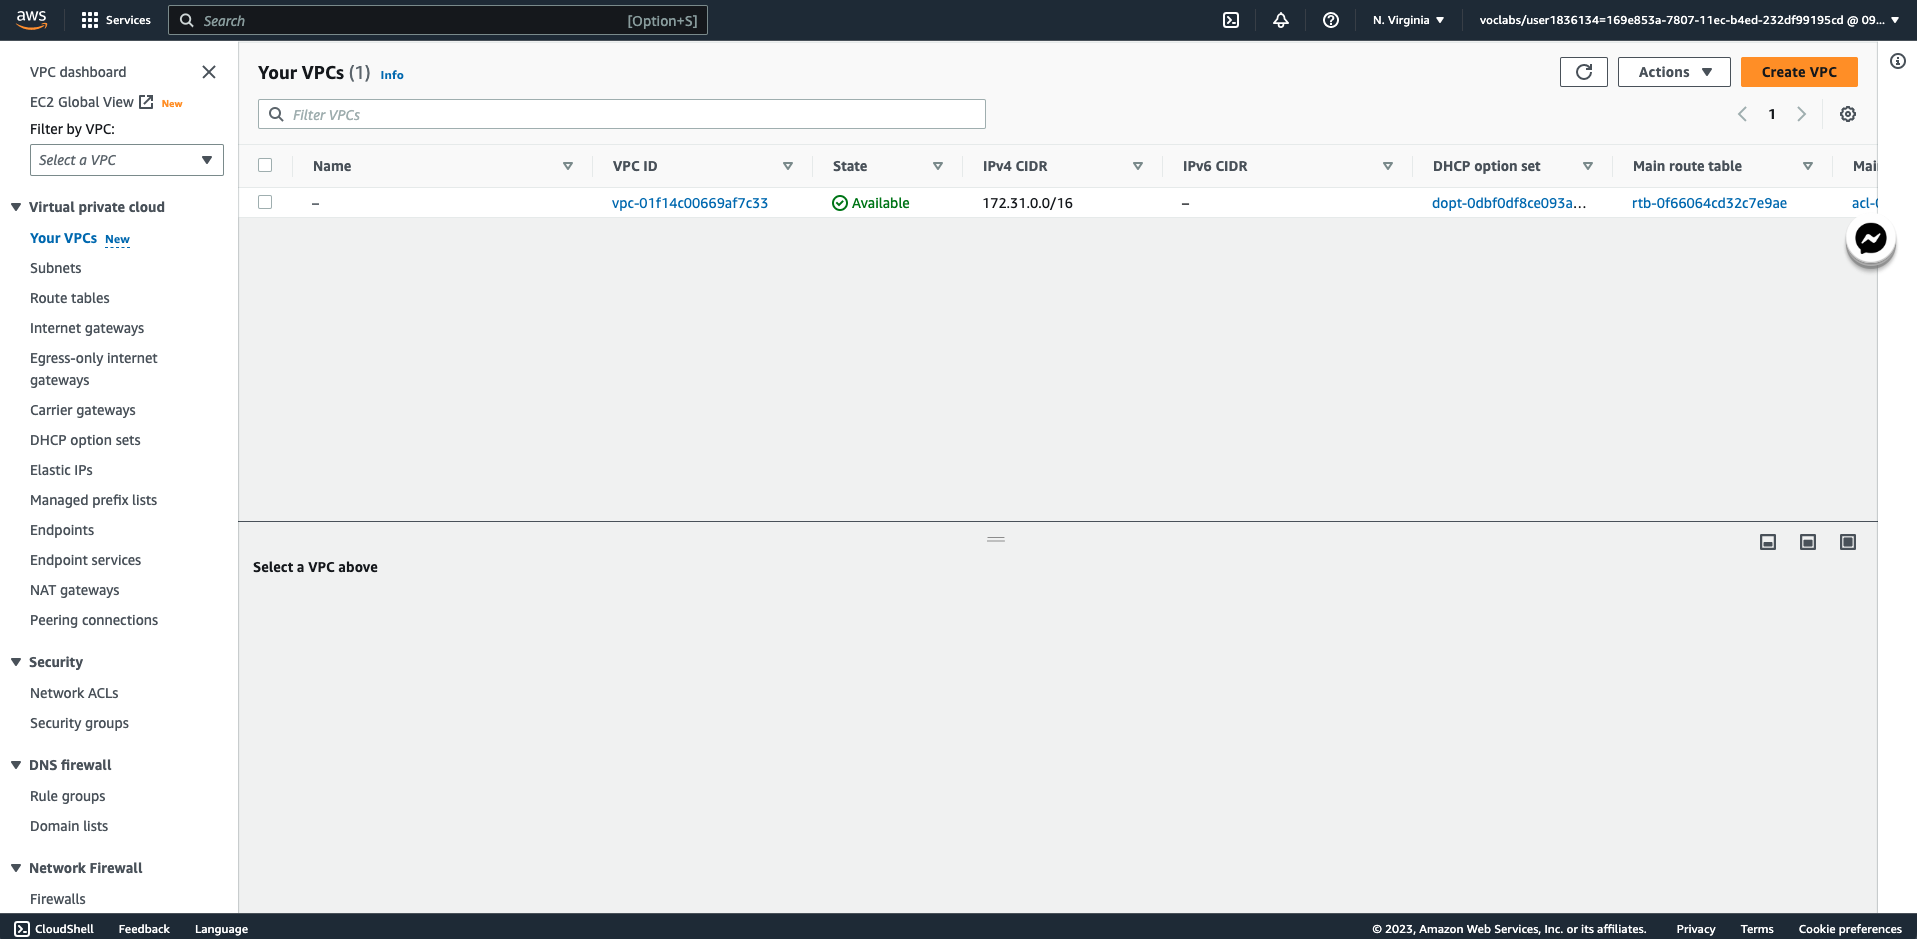 aws
Services
Search
[Option+S]
N. Virginia
voclabs/user1836134=169e853a-7807-11ec-b4ed-232df99195cd @ 09...
VPC dashboard
EC2 Global View New
Filter by VPC:
Select a VPC
Virtual private cloud
Your VPCs New
Subnets
Route tables
Internet gateways
Egress-only internet
gateways
Carrier gateways
DHCP option sets
Elastic IPs
Managed prefix lists
Endpoints
Endpoint services
NAT gateways
Peering connections
Security
Network ACLs
Security groups
DNS firewall
Rule groups
Domain lists
Network Firewall
Firewalls
Your VPCs (1) Info
Actions
Create VPC
Filter VPCs
1
Name VPC ID State IPv4 CIDR IPv6 CIDR DHCP option set Main route table Mai
– vpc-01f14c00669af7c33 Available 172.31.0.0/16 – dopt-0dbf0df8ce093a... rtb-0f66064cd32c7e9ae acl-0
Select a VPC above
CloudShell Feedback Language
© 2023, Amazon Web Services, Inc. or its affiliates. Privacy Terms Cookie preferences